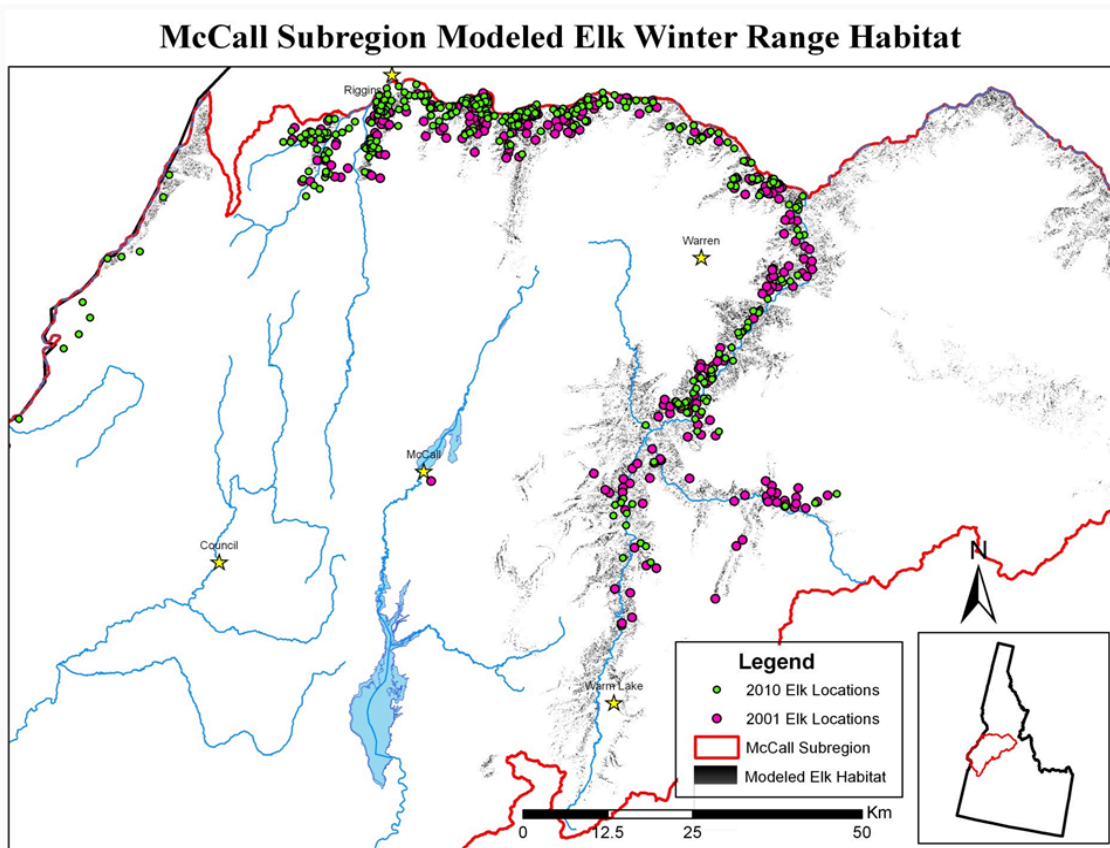 McCall Subregion Modeled Elk Winter Range Habitat
Riggins
Warren
McCall
Council
N
Warm Lake
Legend
2010 Elk Locations
2001 Elk Locations
McCall Subregion
Modeled Elk Habitat
Km
0 12.5 25 50